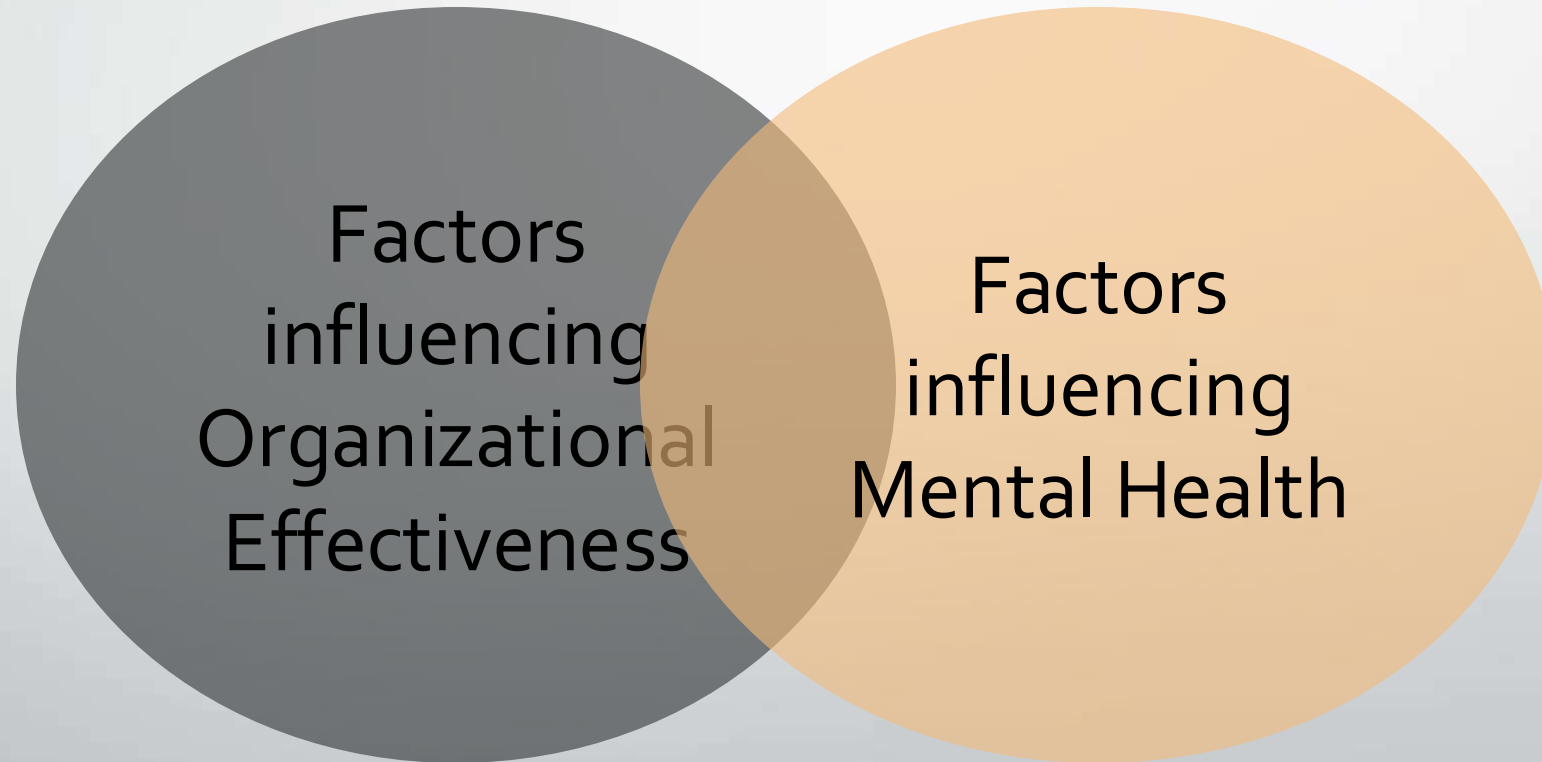 Factors
influencing
Organizational
Effectiveness
Factors
influencing
Mental Health